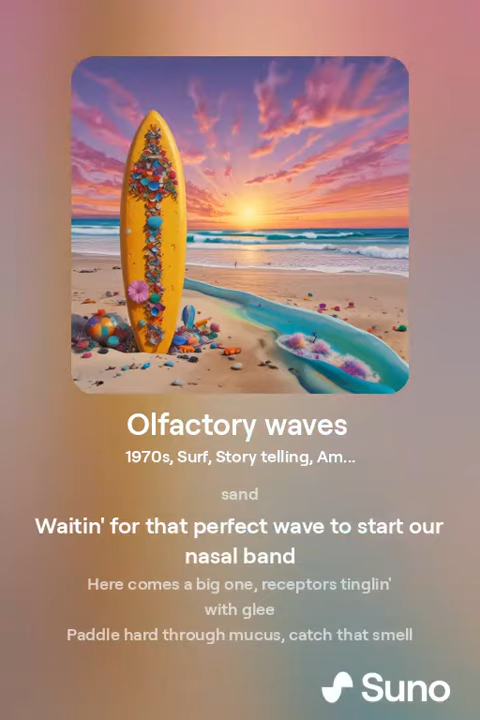 Olfactory waves
1970s, Surf, Story telling, Am...
sand
Waitin' for that perfect wave to start our
nasal band
Here comes a big one, receptors tinglin'
with glee
Paddle hard through mucus, catch that smell
Suno